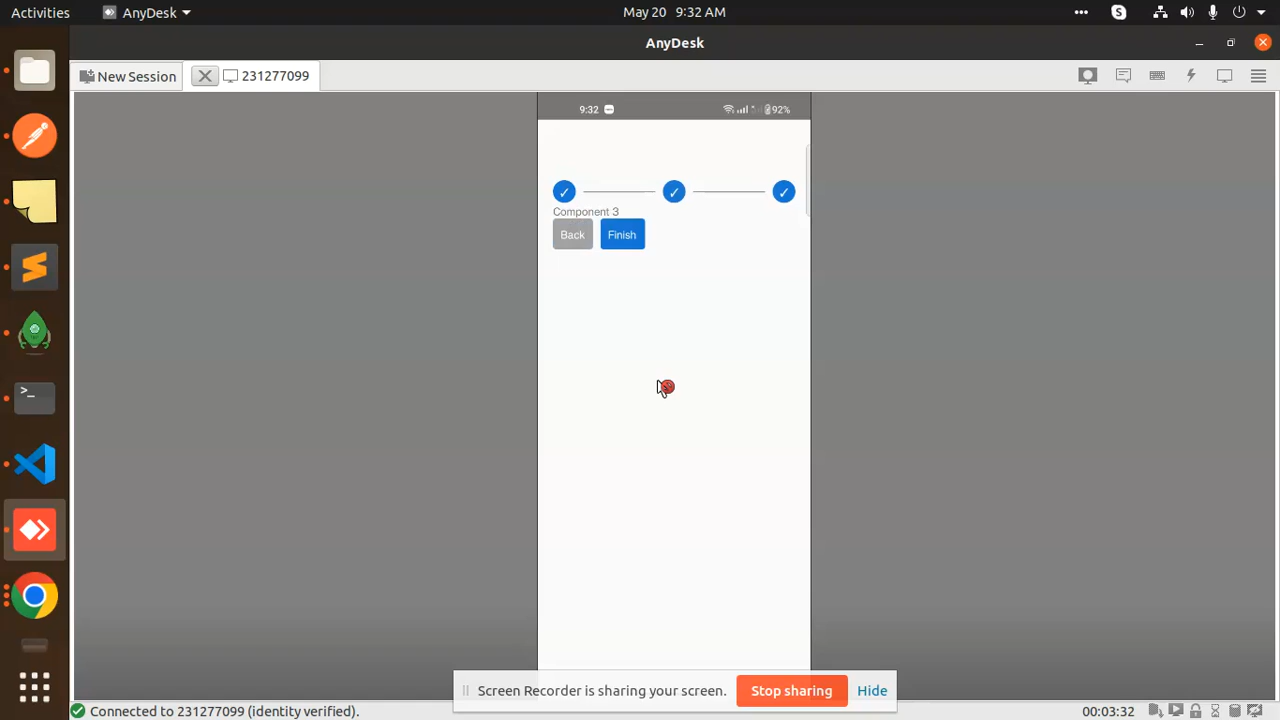 Activities
AnyDesk
May 20 9:32 AM
AnyDesk
New Session
231277099
9:32
92%
Component 3
Back
Finish
Screen Recorder is sharing your screen.
Stop sharing
Hide
Connected to 231277099 (identity verified).
00:03:32